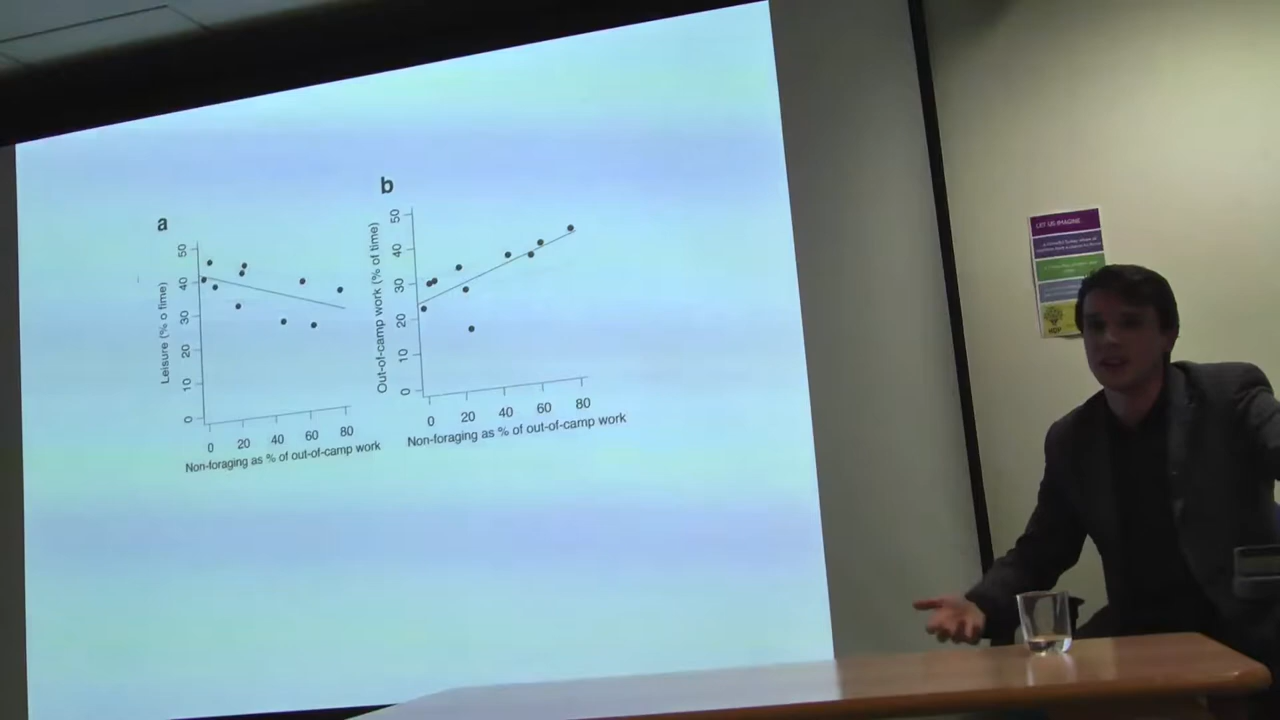 a
Leisure (% o time)
50
40
30
20
10
0
0 20 40 60 80
Non-foraging as % of out-of-camp work
b
Out-of-camp work (% of time)
50
40
30
20
10
0
0 20 40 60 80
Non-foraging as % of out-of-camp work
LET US IMAGINE...
HDP